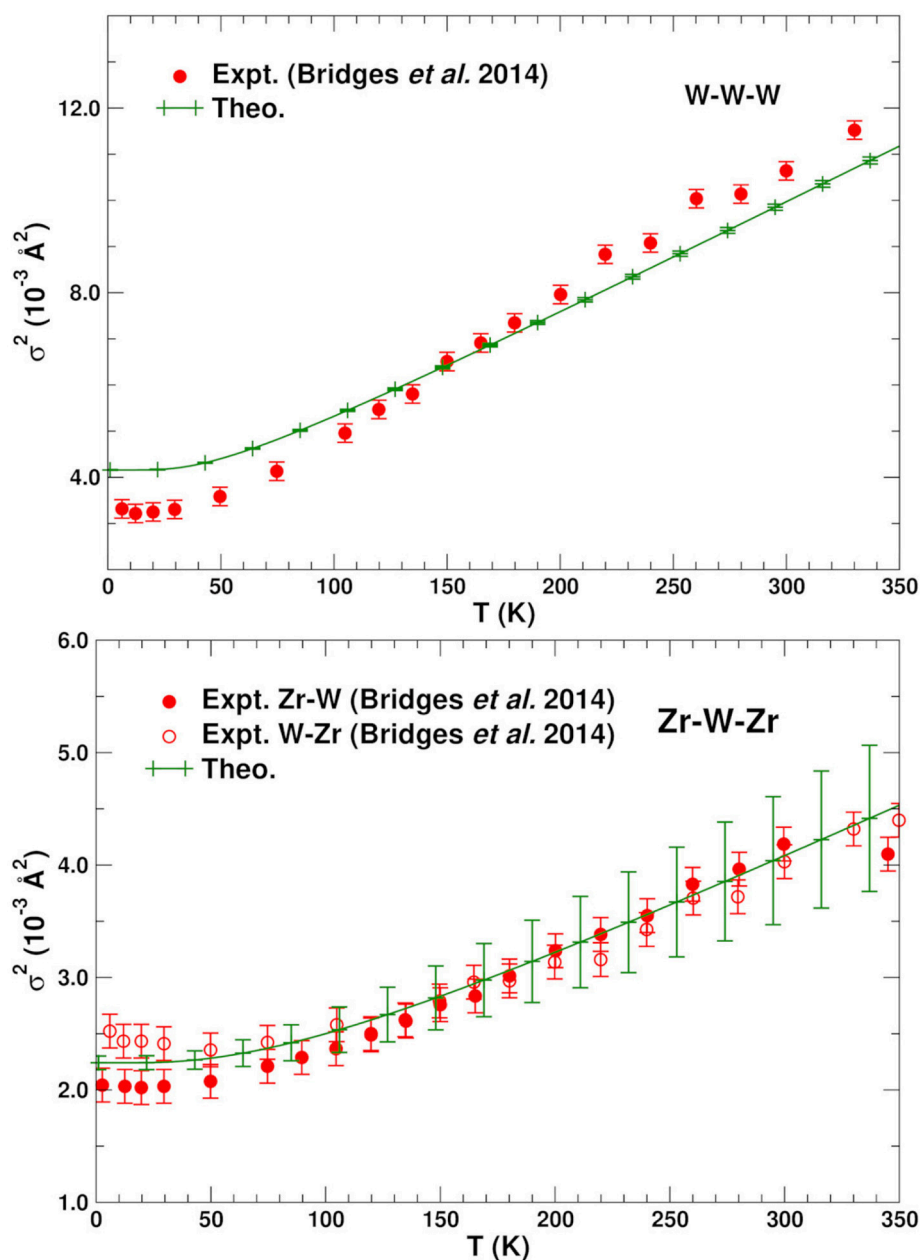 Expt. (Bridges et al. 2014)
Theo.
W-W-W
12.0
8.0
4.0
σ² (10⁻³ Å²)
0 50 100 150 200 250 300 350
T (K)
6.0
Expt. Zr-W (Bridges et al. 2014)
Expt. W-Zr (Bridges et al. 2014)
Theo.
Zr-W-Zr
5.0
4.0
3.0
2.0
1.0
σ² (10⁻³ Å²)
0 50 100 150 200 250 300 350
T (K)